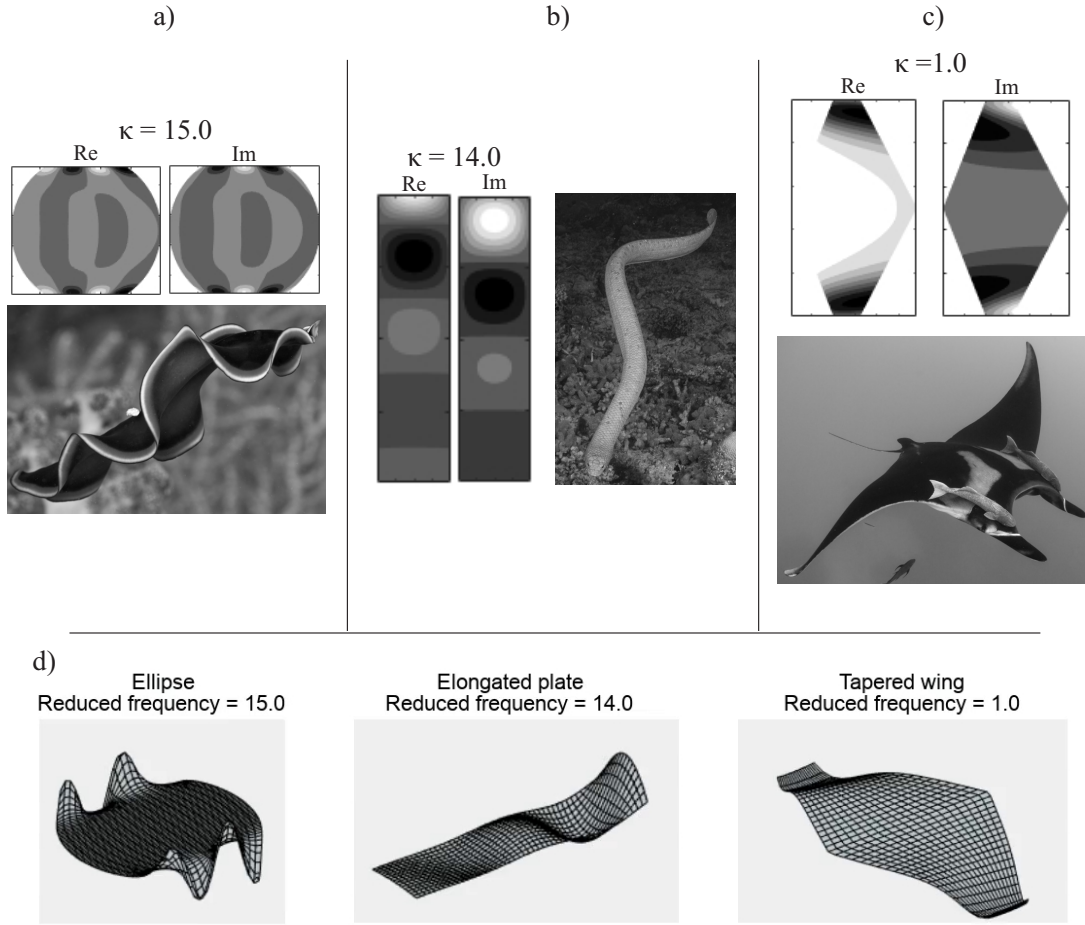 a)
b)
c)
κ = 15.0
Re
Im
κ = 14.0
Re
Im
κ =1.0
Re
Im
d)
Ellipse
Reduced frequency = 15.0
Elongated plate
Reduced frequency = 14.0
Tapered wing
Reduced frequency = 1.0